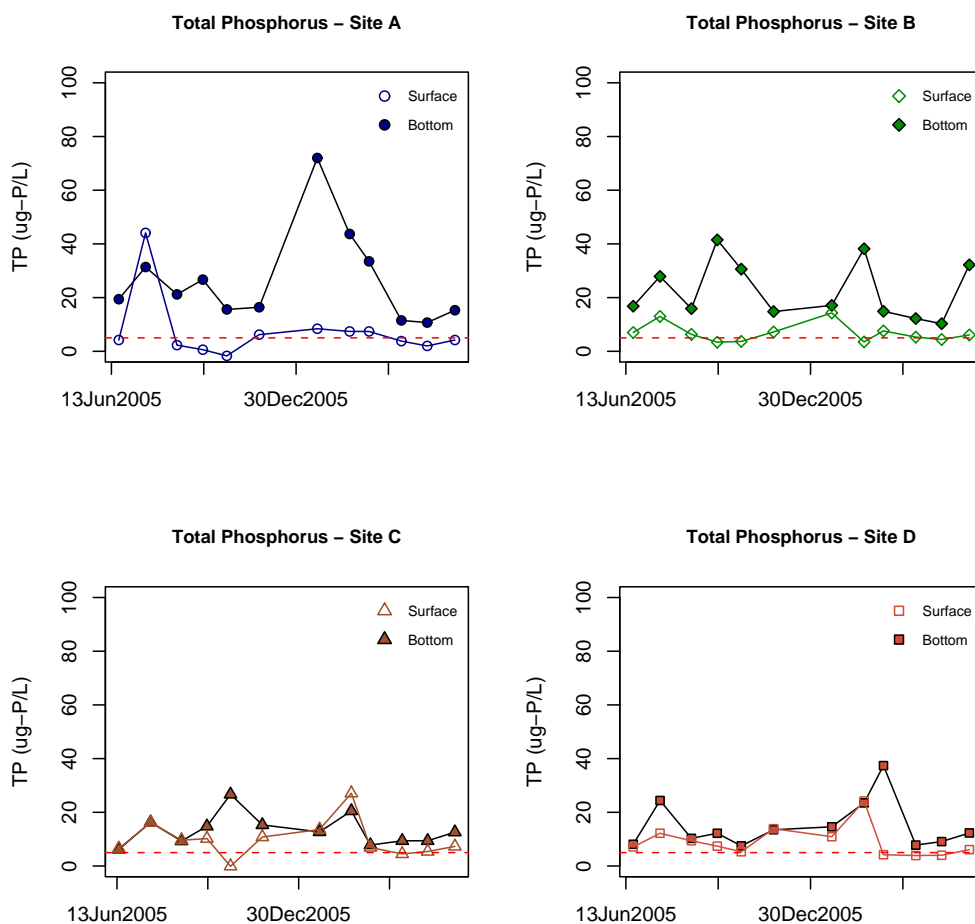 Total Phosphorus – Site A
TP (ug–P/L)
100
80
60
40
20
0
Surface
Bottom
13Jun2005 30Dec2005
Total Phosphorus – Site B
TP (ug–P/L)
100
80
60
40
20
0
Surface
Bottom
13Jun2005 30Dec2005
Total Phosphorus – Site C
TP (ug–P/L)
100
80
60
40
20
0
Surface
Bottom
13Jun2005 30Dec2005
Total Phosphorus – Site D
TP (ug–P/L)
100
80
60
40
20
0
Surface
Bottom
13Jun2005 30Dec2005